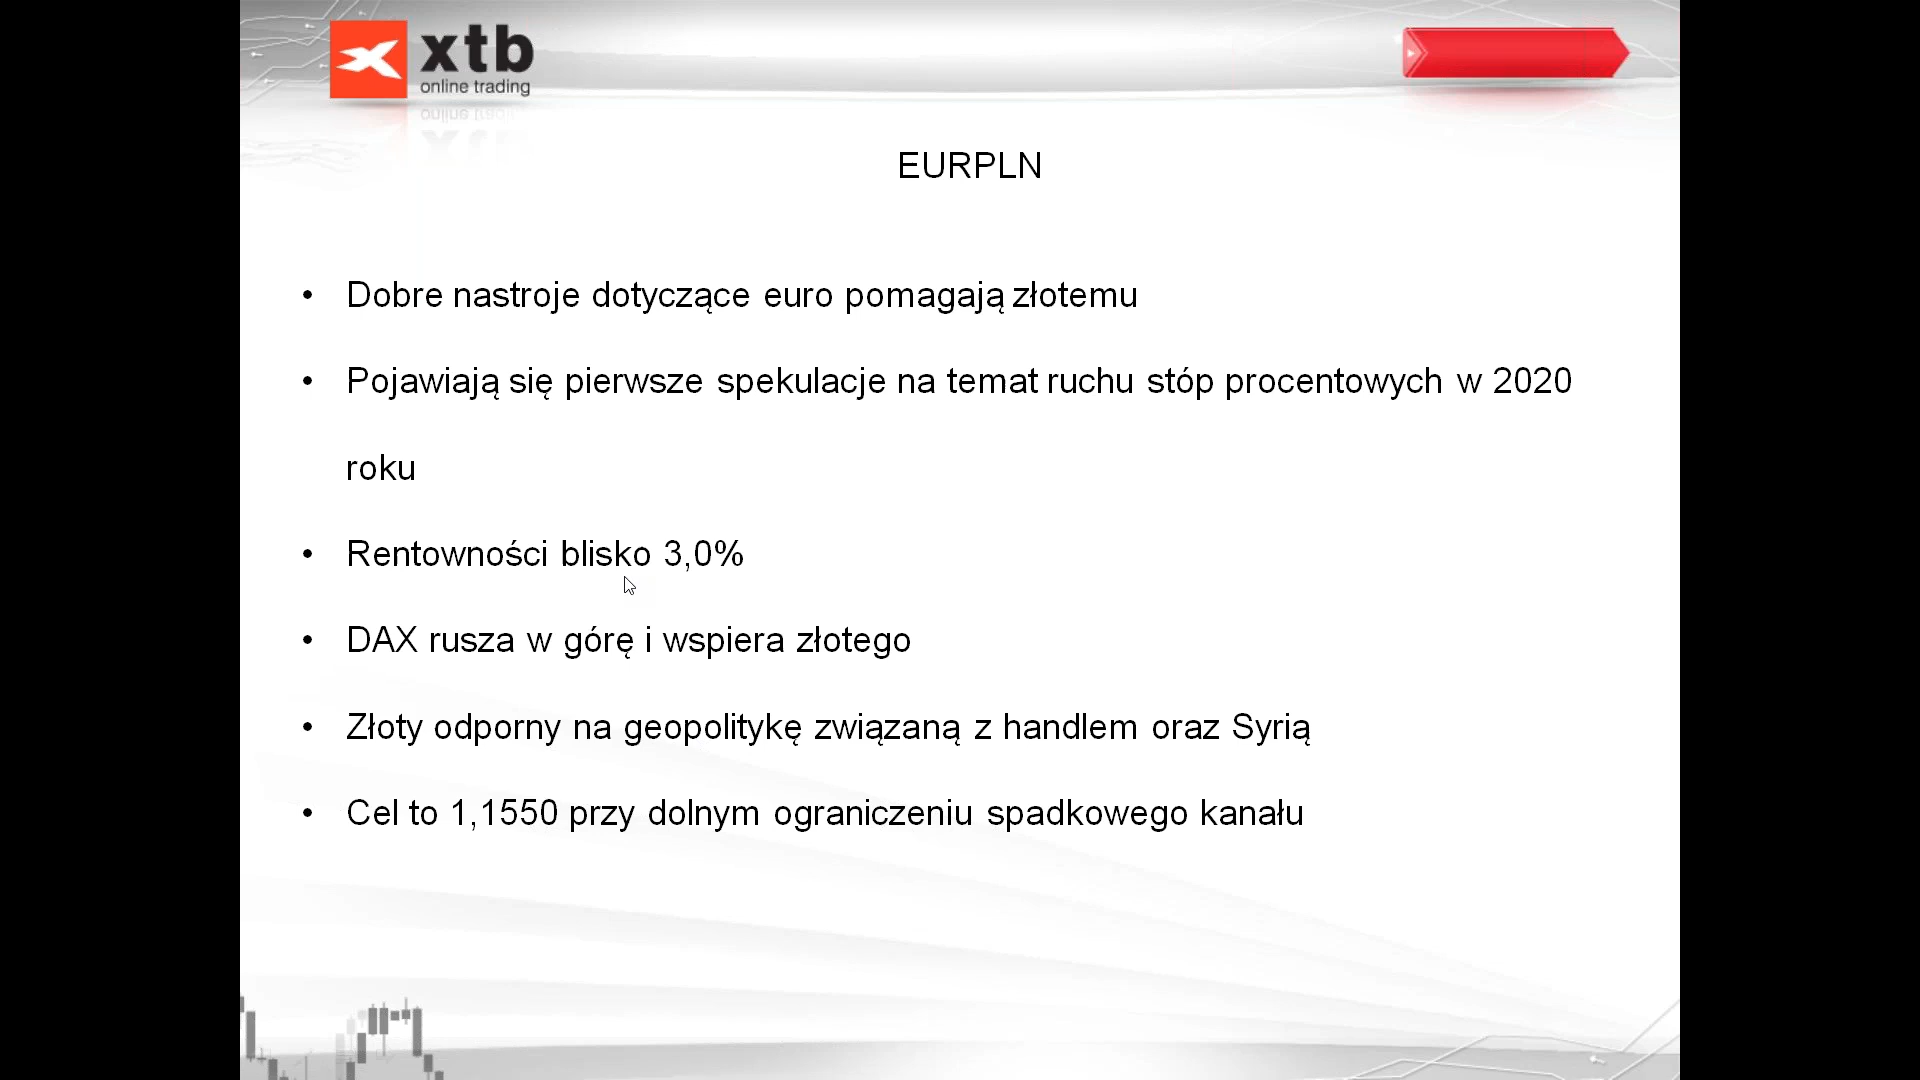 xtb
online trading
EURPLN
• Dobre nastroje dotyczące euro pomagają złotemu
• Pojawiają się pierwsze spekulacje na temat ruchu stóp procentowych w 2020
roku
• Rentowności blisko 3,0%
• DAX rusza w górę i wspiera złotego
• Złoty odporny na geopolitykę związaną z handlem oraz Syrią
• Cel to 1,1550 przy dolnym ograniczeniu spadkowego kanału